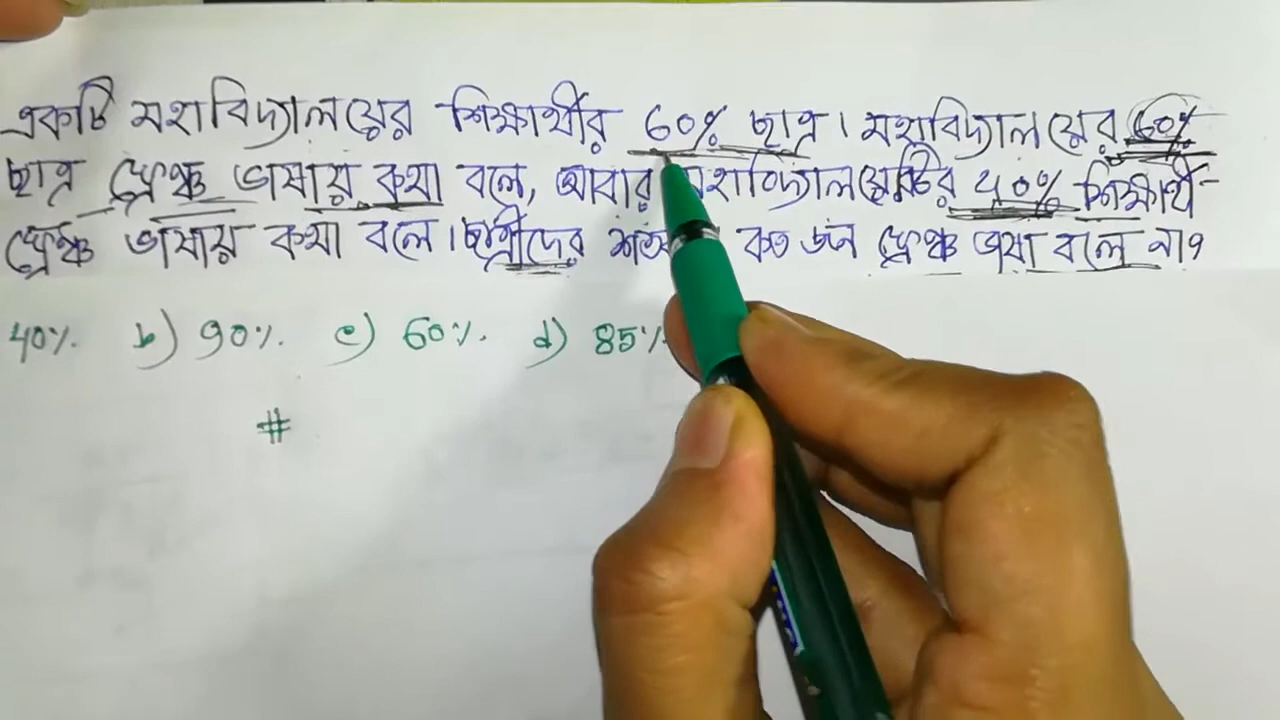 একটি মহাবিদ্যালয়ের শিক্ষার্থীর 60% ছাত্র। মহাবিদ্যালয়ের 60%
ছাত্র ফ্রেঞ্চ ভাষায় কথা বলে, আবার মহাবিদ্যালয়েটির 40% শিক্ষার্থী
ফ্রেঞ্চ ভাষায় কথা বলে। ছাত্রীদের কত জন ফ্রেঞ্চ ভাষা বলে না?
40%. b) 90%. c) 60%. d) 85%
#